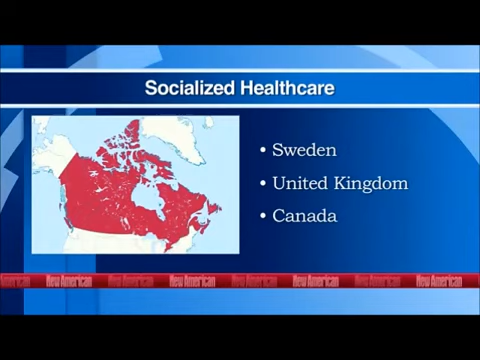 Socialized Healthcare
• Sweden
• United Kingdom
• Canada
New American New American New American New American New American New American New American